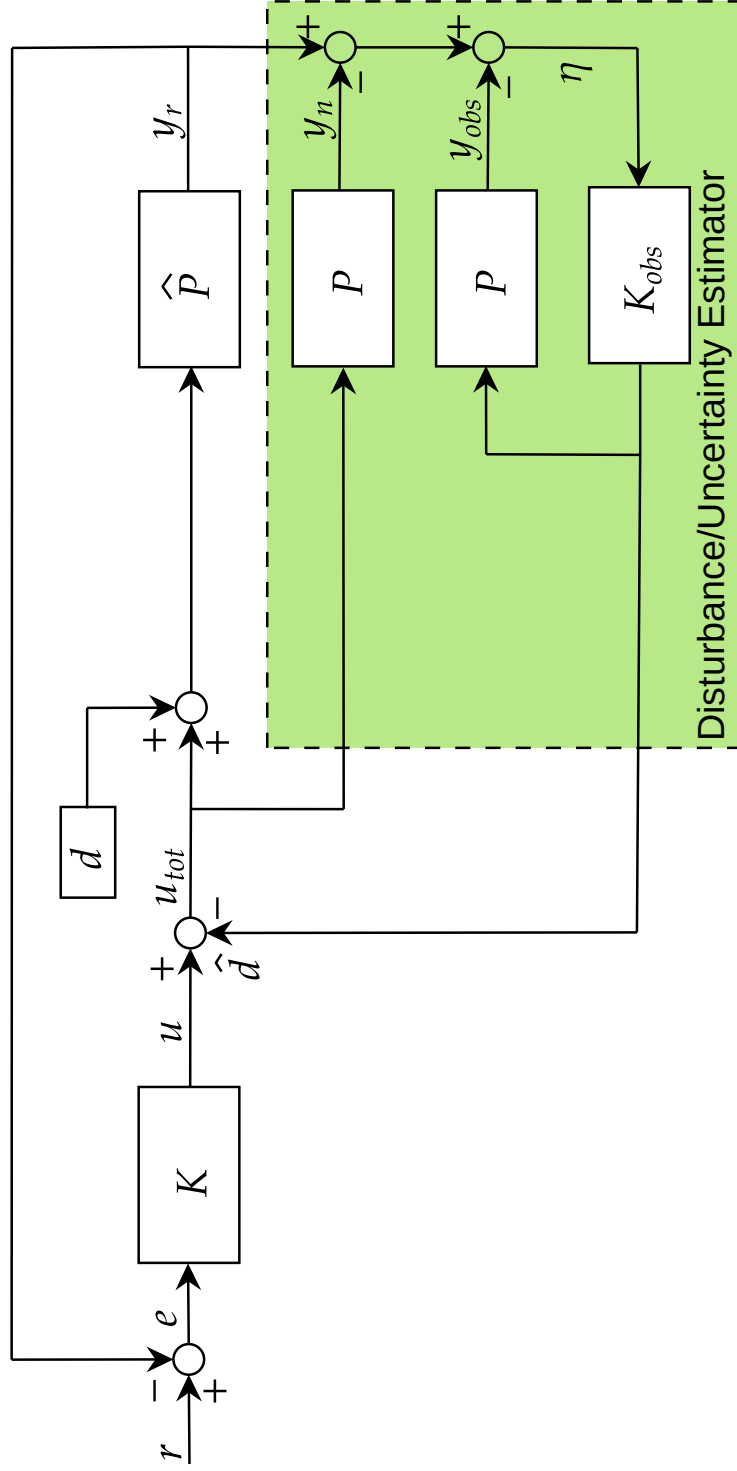 r
+
−
e
K
u
+
−
d̂
u_tot
d
+
+
P̂
y_r
+
−
y_n
P
+
−
y_obs
P
η
K_obs
Disturbance/Uncertainty Estimator